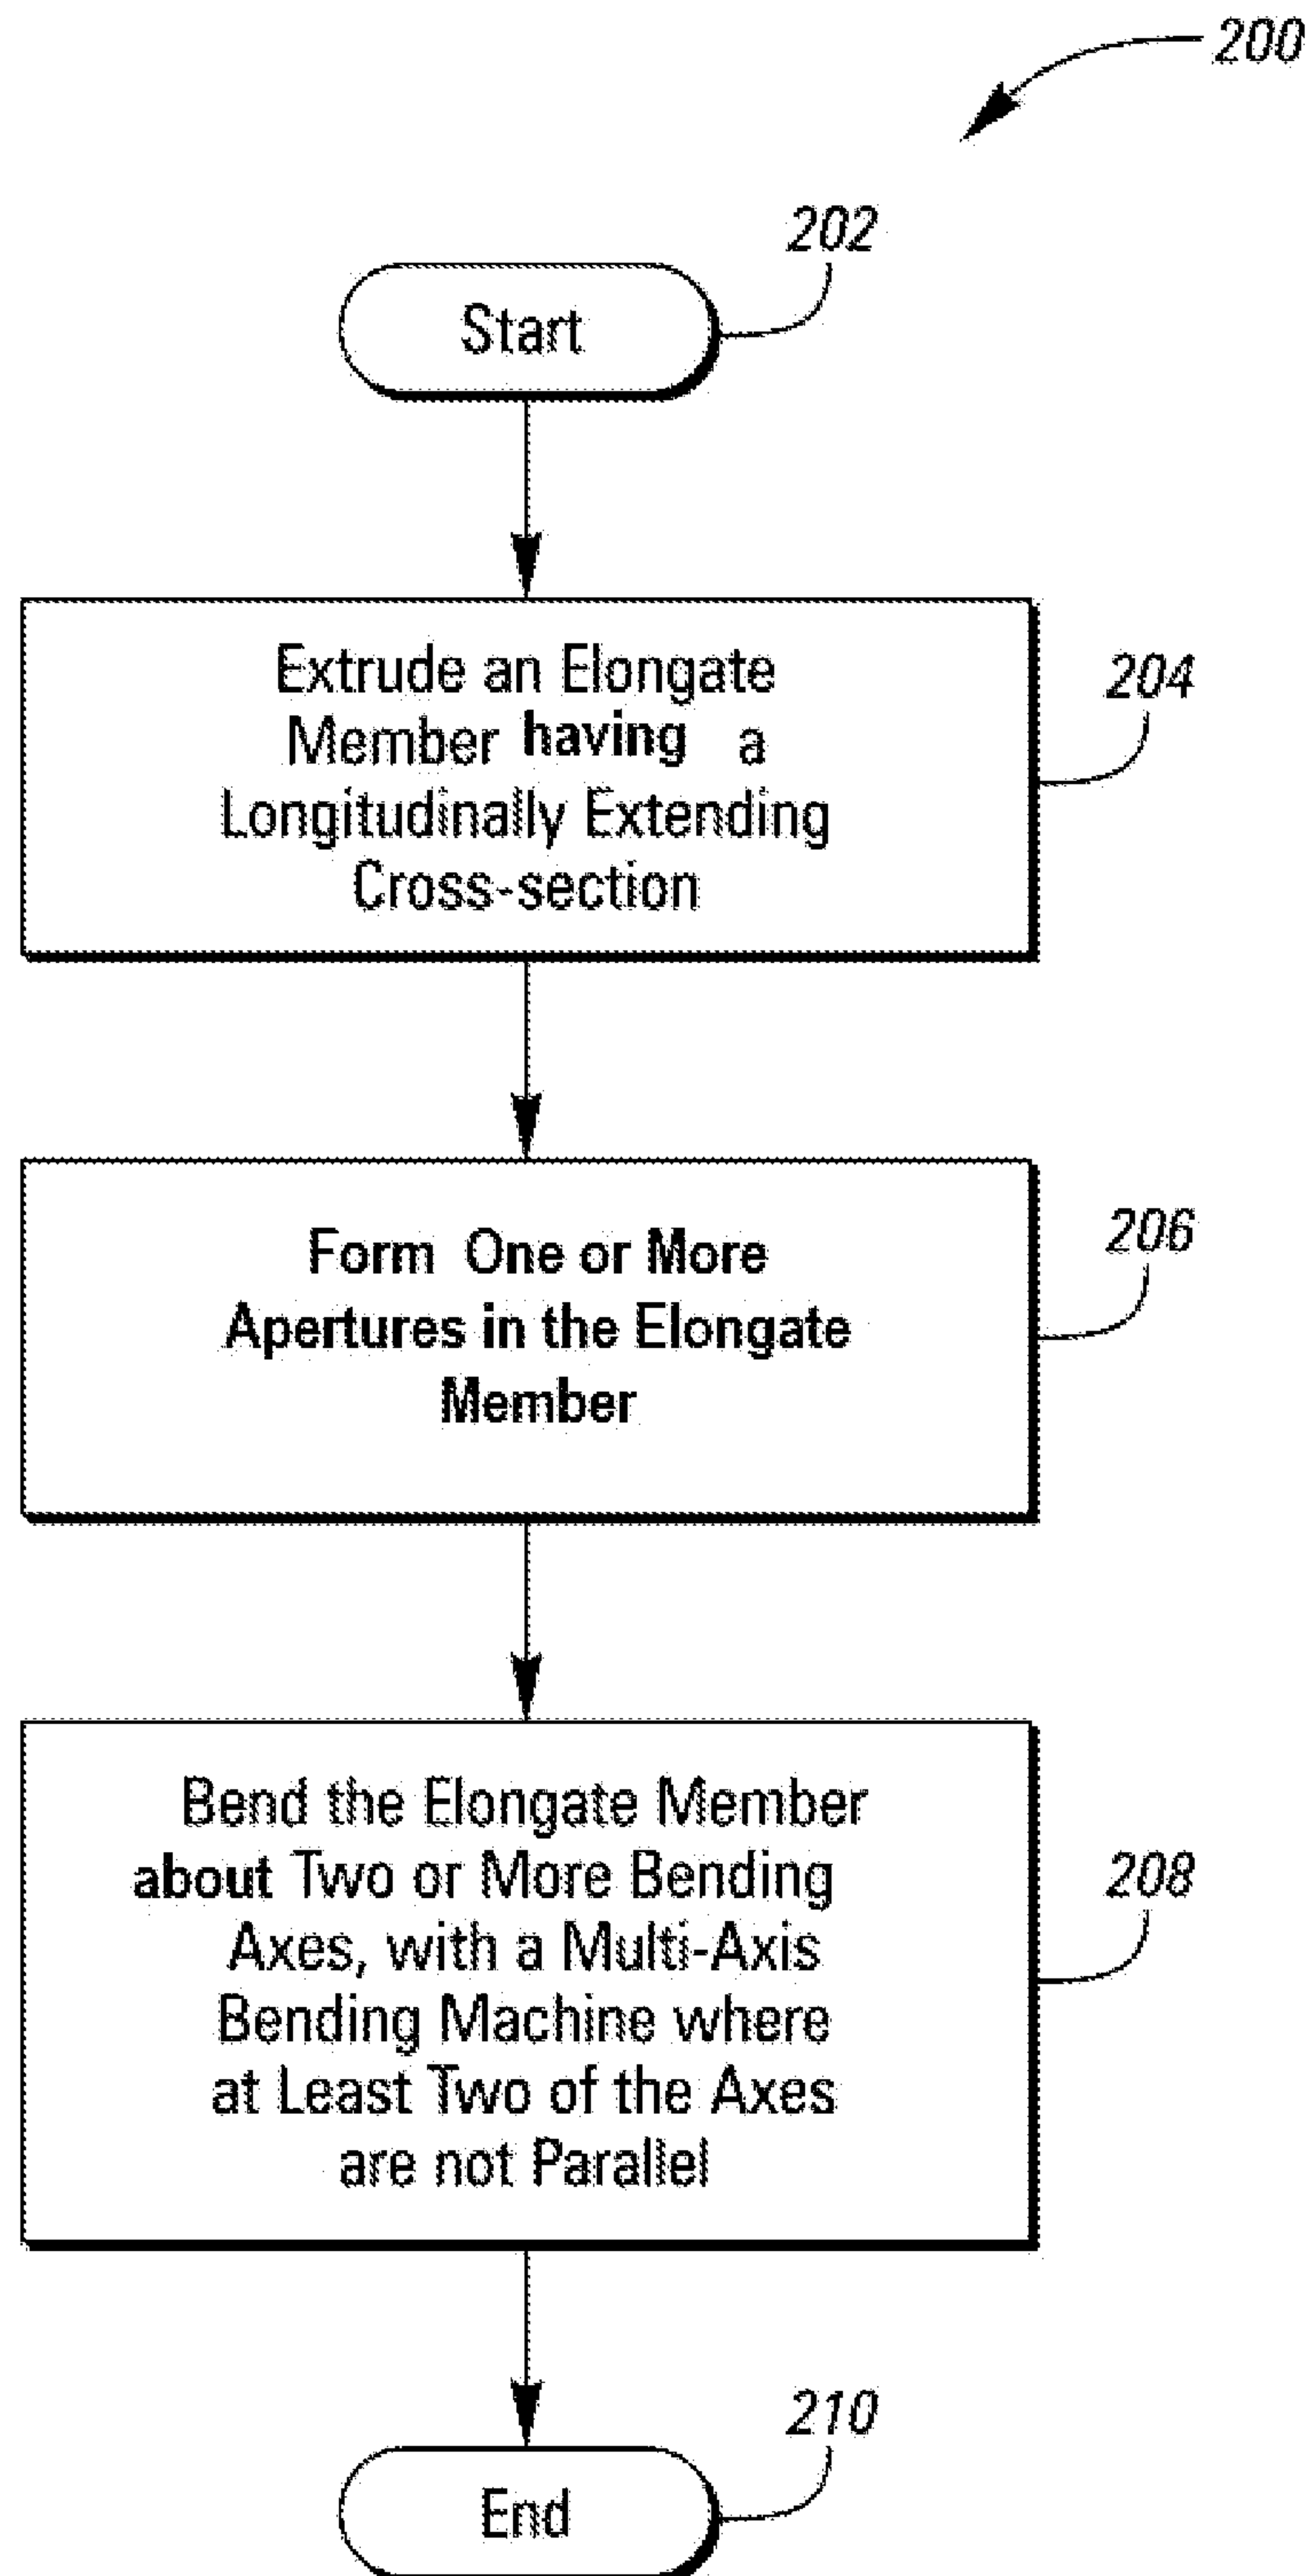 200
202
Start
Extrude an Elongate
Member having a
Longitudinally Extending
Cross-section
204
Form One or More
Apertures in the Elongate
Member
206
Bend the Elongate Member
about Two or More Bending
Axes, with a Multi-Axis
Bending Machine where
at Least Two of the Axes
are not Parallel
208
210
End